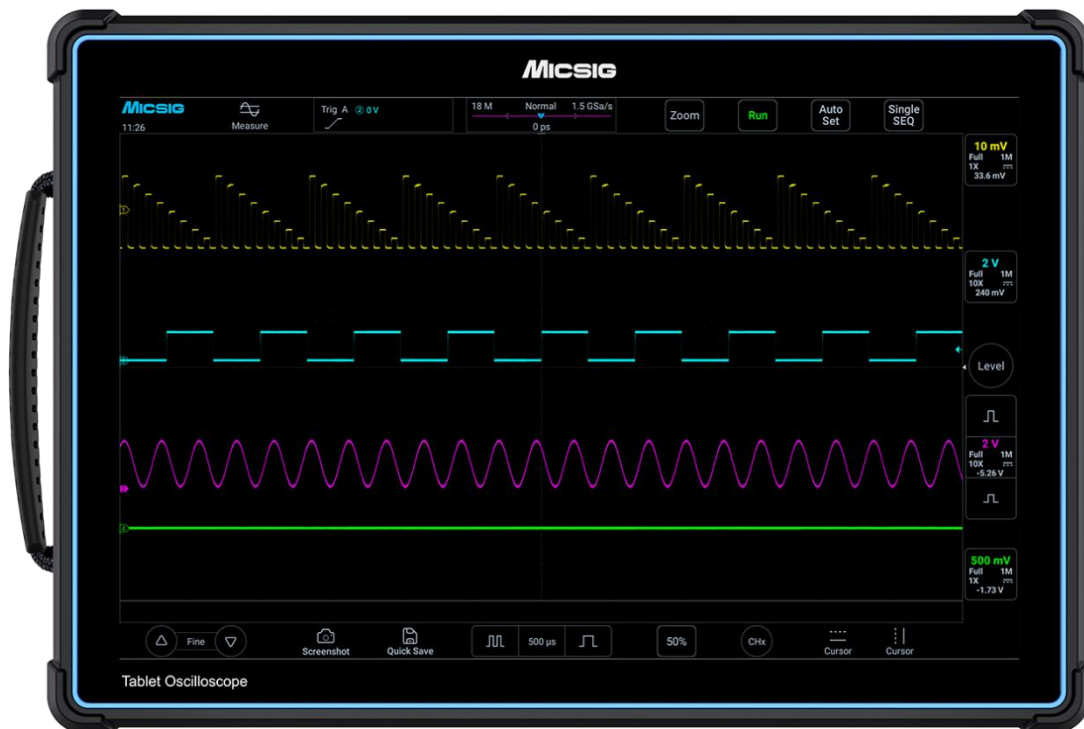 MICSIG
MICSIG
11:26
Measure
Trig A ② 0 V
18 M Normal 1.5 GSa/s
0 ps
Zoom
Run
Auto
Set
Single
SEQ
10 mV
Full 1M
1X
33.6 mV
2 V
Full 1M
10X
240 mV
Level
2 V
Full 1M
10X
-5.26 V
500 mV
Full 1M
1X
-1.73 V
Fine
Screenshot
Quick Save
500 µs
50%
CHx
Cursor
Cursor
Tablet Oscilloscope